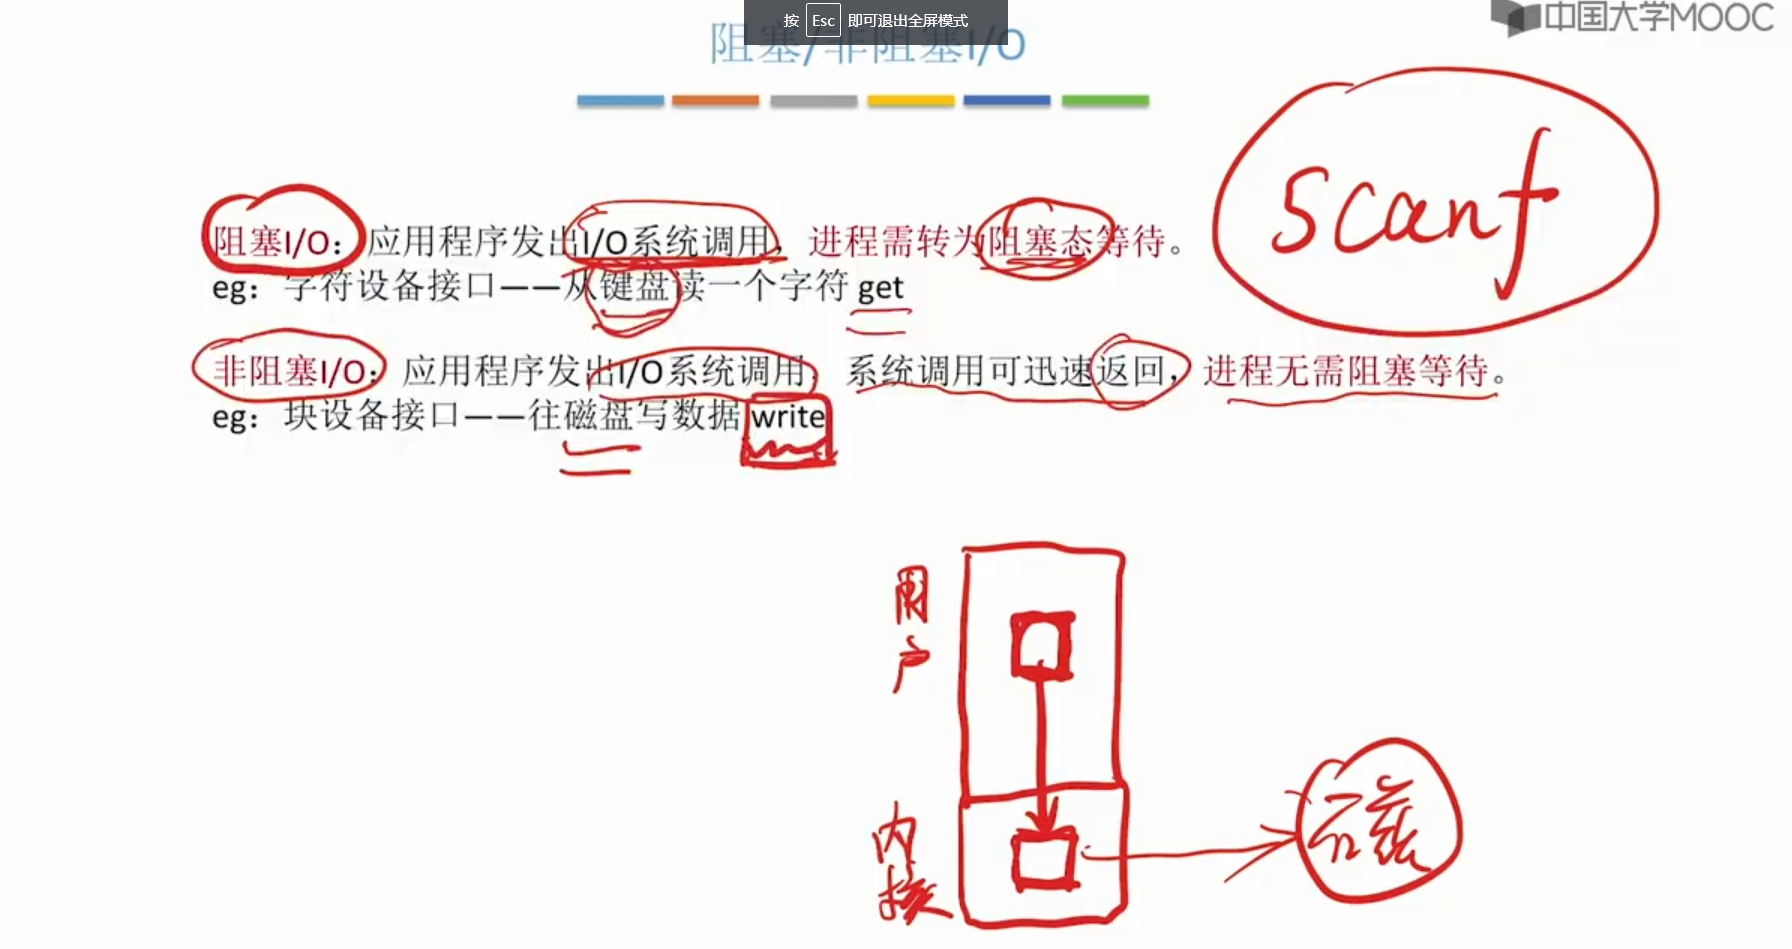 按 Esc 即可退出全屏模式
中国大学MOOC
阻塞/非阻塞I/O
scanf
阻塞I/O：应用程序发出I/O系统调用，进程需转为阻塞态等待。
eg：字符设备接口——从键盘读一个字符 get
非阻塞I/O：应用程序发出I/O系统调用，系统调用可迅速返回，进程无需阻塞等待。
eg：块设备接口——往磁盘写数据 write
用户
内核
磁